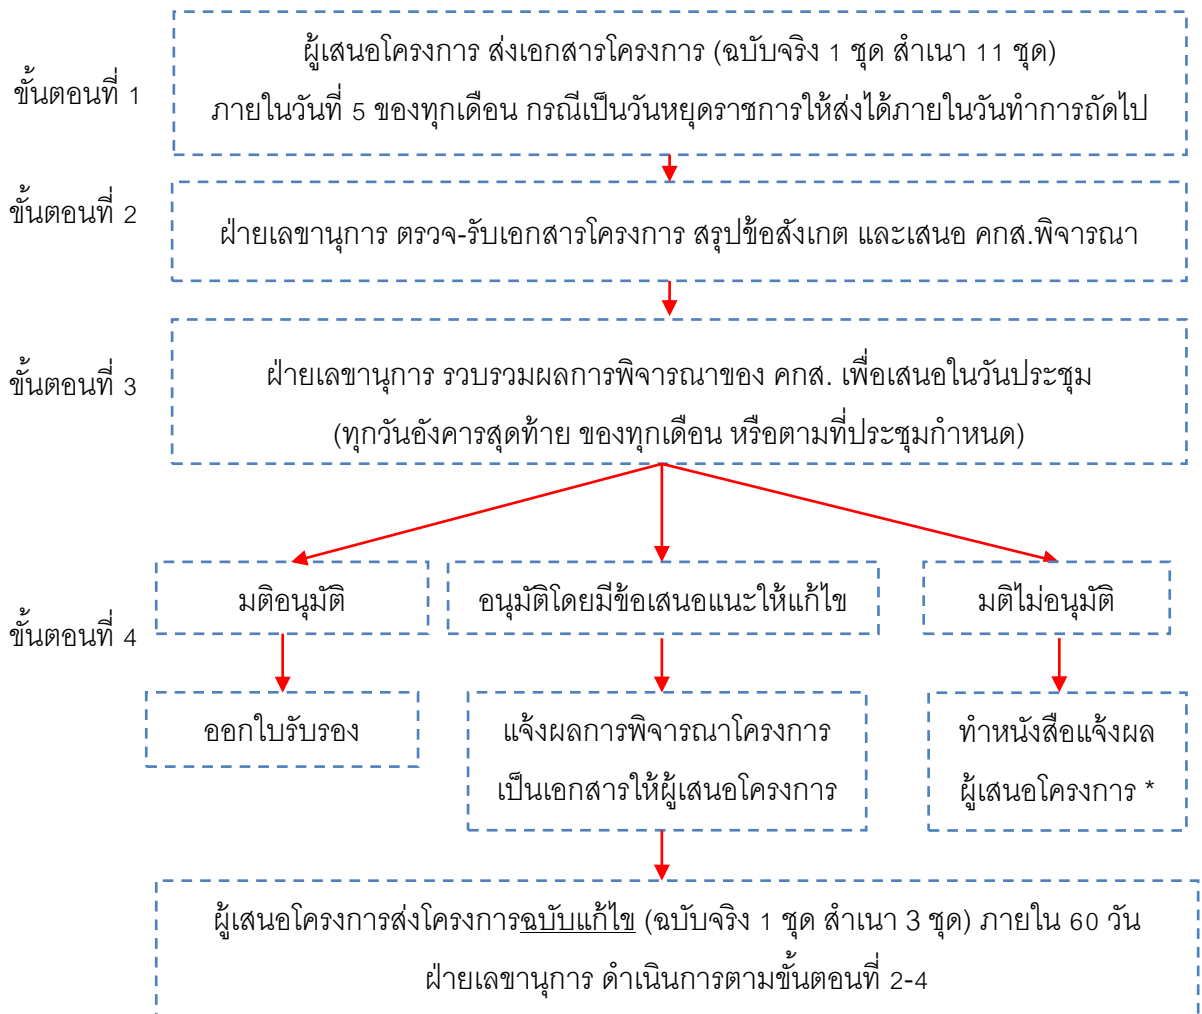 ขั้นตอนที่ 1
ผู้เสนอโครงการ ส่งเอกสารโครงการ (ฉบับจริง 1 ชุด สำเนา 11 ชุด)
ภายในวันที่ 5 ของทุกเดือน กรณีเป็นวันหยุดราชการให้ส่งได้ภายในวันทำการถัดไป
ขั้นตอนที่ 2
ฝ่ายเลขานุการ ตรวจ-รับเอกสารโครงการ สรุปข้อสังเกต และเสนอ คกส.พิจารณา
ขั้นตอนที่ 3
ฝ่ายเลขานุการ รวบรวมผลการพิจารณาของ คกส. เพื่อเสนอในวันประชุม
(ทุกวันอังคารสุดท้าย ของทุกเดือน หรือตามที่ประชุมกำหนด)
ขั้นตอนที่ 4
มติอนุมัติ
อนุมัติโดยมีข้อเสนอแนะให้แก้ไข
มติไม่อนุมัติ
ออกใบรับรอง
แจ้งผลการพิจารณาโครงการ
เป็นเอกสารให้ผู้เสนอโครงการ
ทำหนังสือแจ้งผล
ผู้เสนอโครงการ *
ผู้เสนอโครงการส่งโครงการฉบับแก้ไข (ฉบับจริง 1 ชุด สำเนา 3 ชุด) ภายใน 60 วัน
ฝ่ายเลขานุการ ดำเนินการตามขั้นตอนที่ 2-4